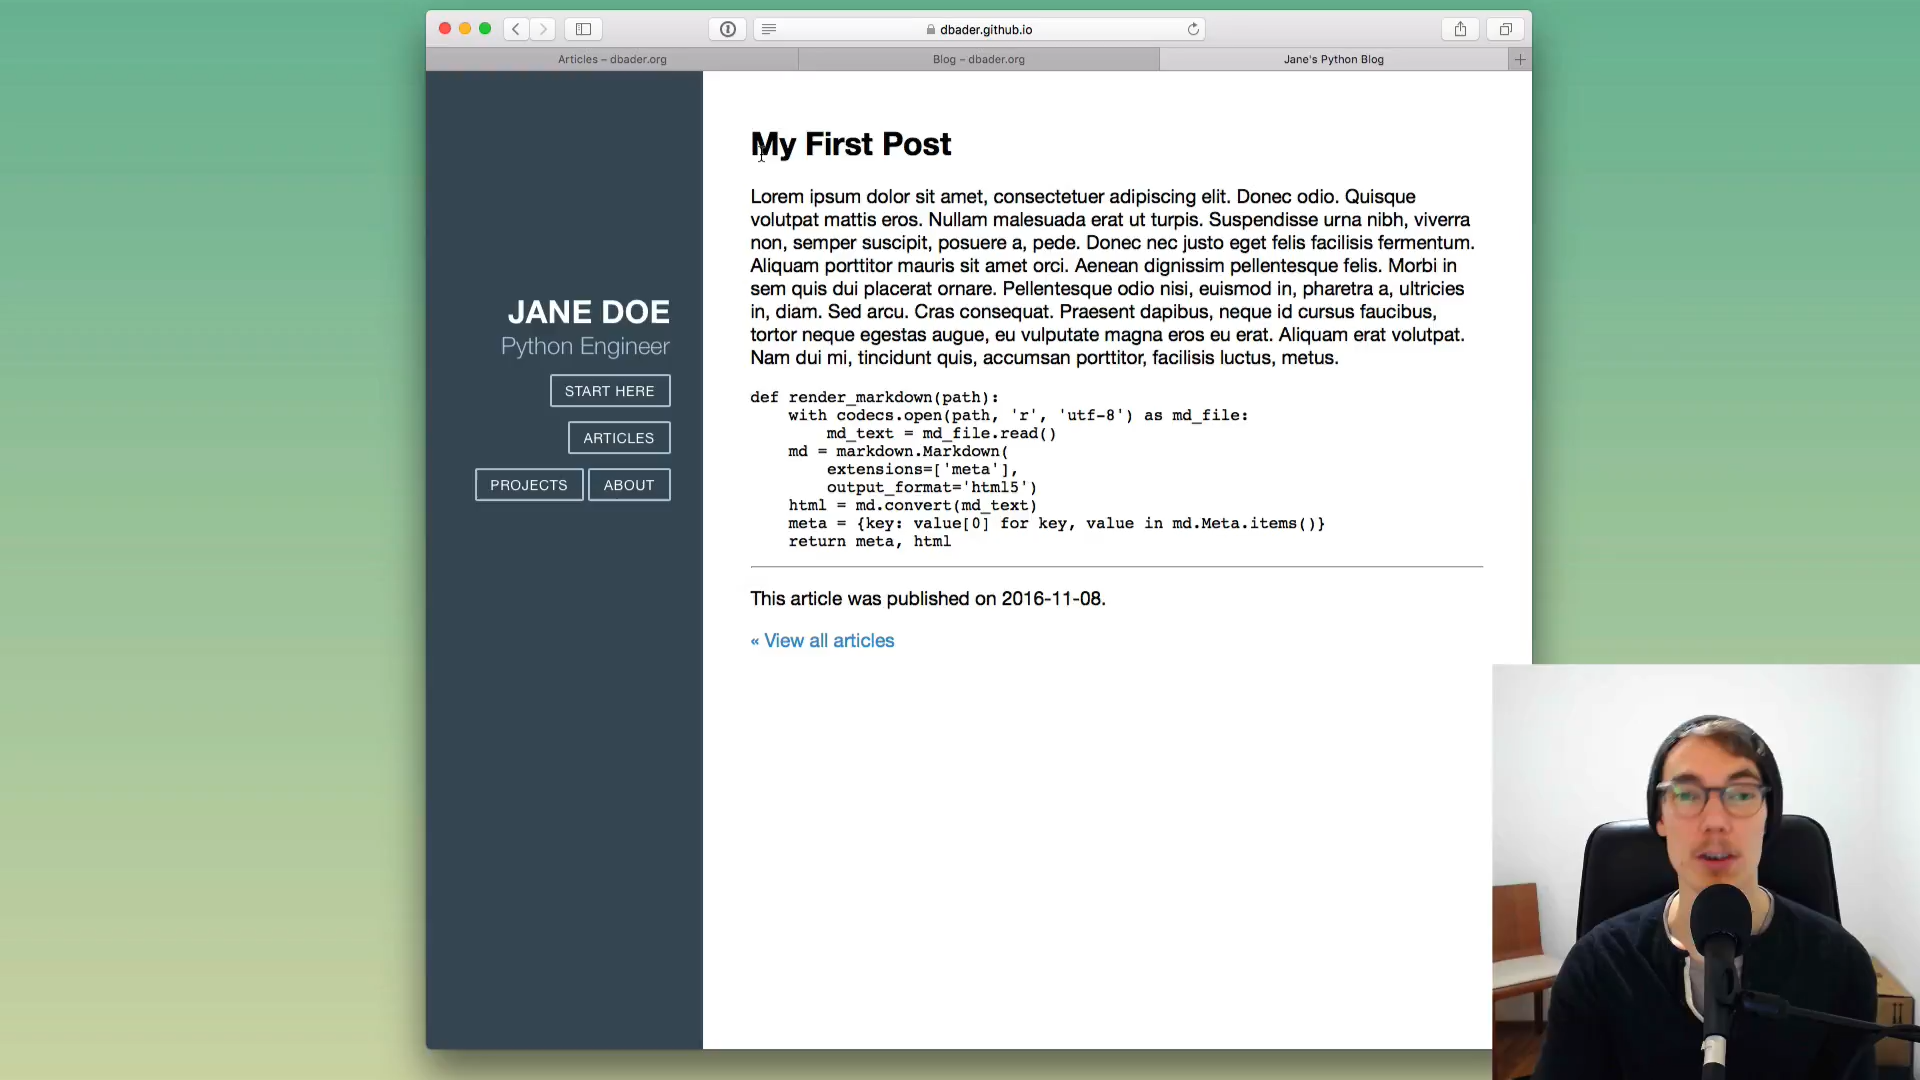 dbader.github.io
Articles – dbader.org
Blog – dbader.org
Jane's Python Blog
JANE DOE
Python Engineer
START HERE
ARTICLES
PROJECTS ABOUT
My First Post
Lorem ipsum dolor sit amet, consectetuer adipiscing elit. Donec odio. Quisque
volutpat mattis eros. Nullam malesuada erat ut turpis. Suspendisse urna nibh, viverra
non, semper suscipit, posuere a, pede. Donec nec justo eget felis facilisis fermentum.
Aliquam porttitor mauris sit amet orci. Aenean dignissim pellentesque felis. Morbi in
sem quis dui placerat ornare. Pellentesque odio nisi, euismod in, pharetra a, ultricies
in, diam. Sed arcu. Cras consequat. Praesent dapibus, neque id cursus faucibus,
tortor neque egestas augue, eu vulputate magna eros eu erat. Aliquam erat volutpat.
Nam dui mi, tincidunt quis, accumsan porttitor, facilisis luctus, metus.
def render_markdown(path):
    with codecs.open(path, 'r', 'utf-8') as md_file:
        md_text = md_file.read()
    md = markdown.Markdown(
        extensions=['meta'],
        output_format='html5')
    html = md.convert(md_text)
    meta = {key: value[0] for key, value in md.Meta.items()}
    return meta, html
This article was published on 2016-11-08.
« View all articles